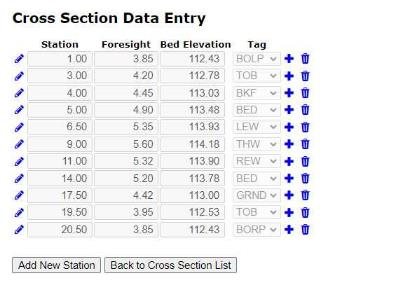 Cross Section Data Entry
Station Foresight Bed Elevation Tag
1.00 3.85 112.43 BOLP
3.00 4.20 112.78 TOB
4.00 4.45 113.03 BKF
5.00 4.90 113.48 BED
6.50 5.35 113.93 LEW
9.00 5.60 114.18 THW
11.00 5.32 113.90 REW
14.00 5.20 113.78 BED
17.50 4.42 113.00 GRND
19.50 3.95 112.53 TOB
20.50 3.85 112.43 BORP
Add New Station Back to Cross Section List